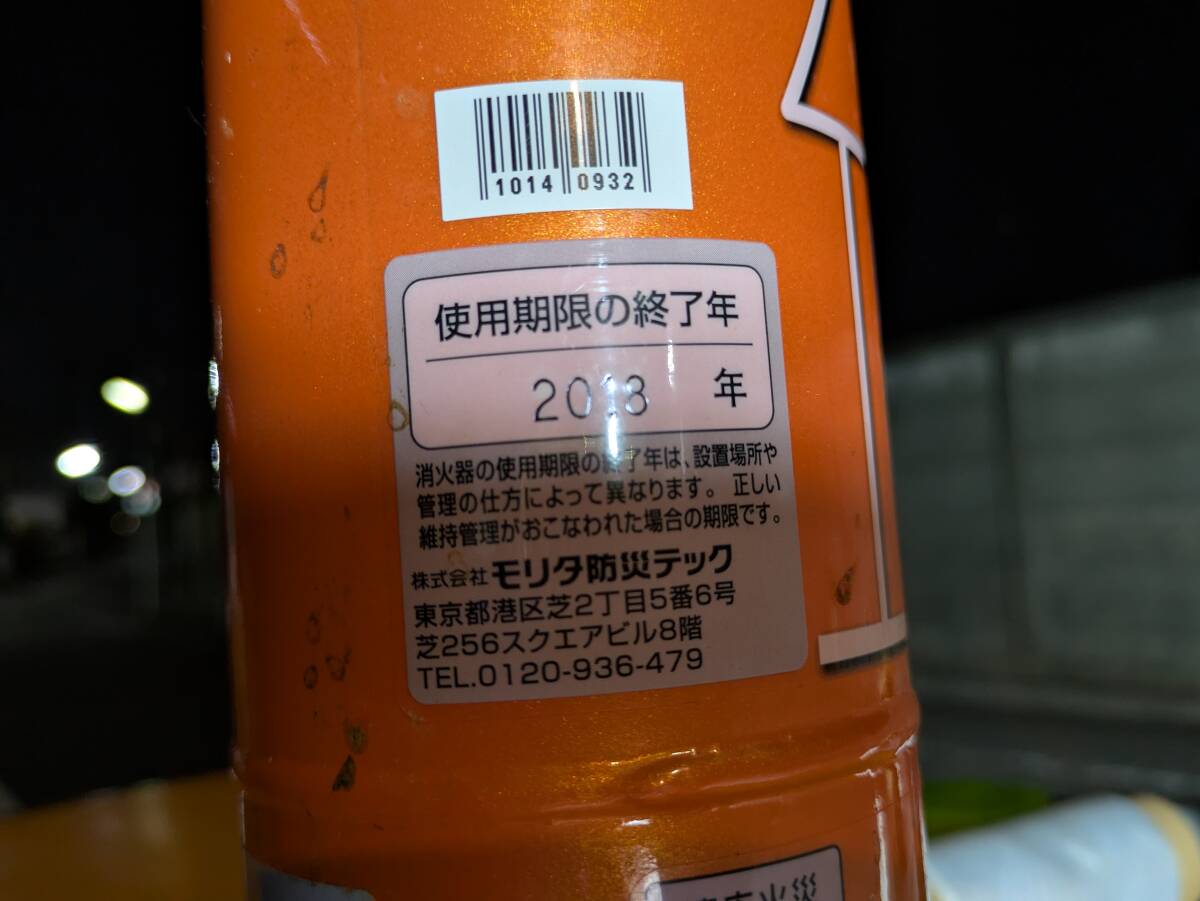 1014 0932
使用期限の終了年
2018 年
消火器の使用期限の終了年は、設置場所や
管理の仕方によって異なります。正しい
維持管理がおこなわれた場合の期限です。
株式会社 モリタ防災テック
東京都港区芝2丁目5番6号
芝256スクエアビル8階
TEL.0120-936-479
火災